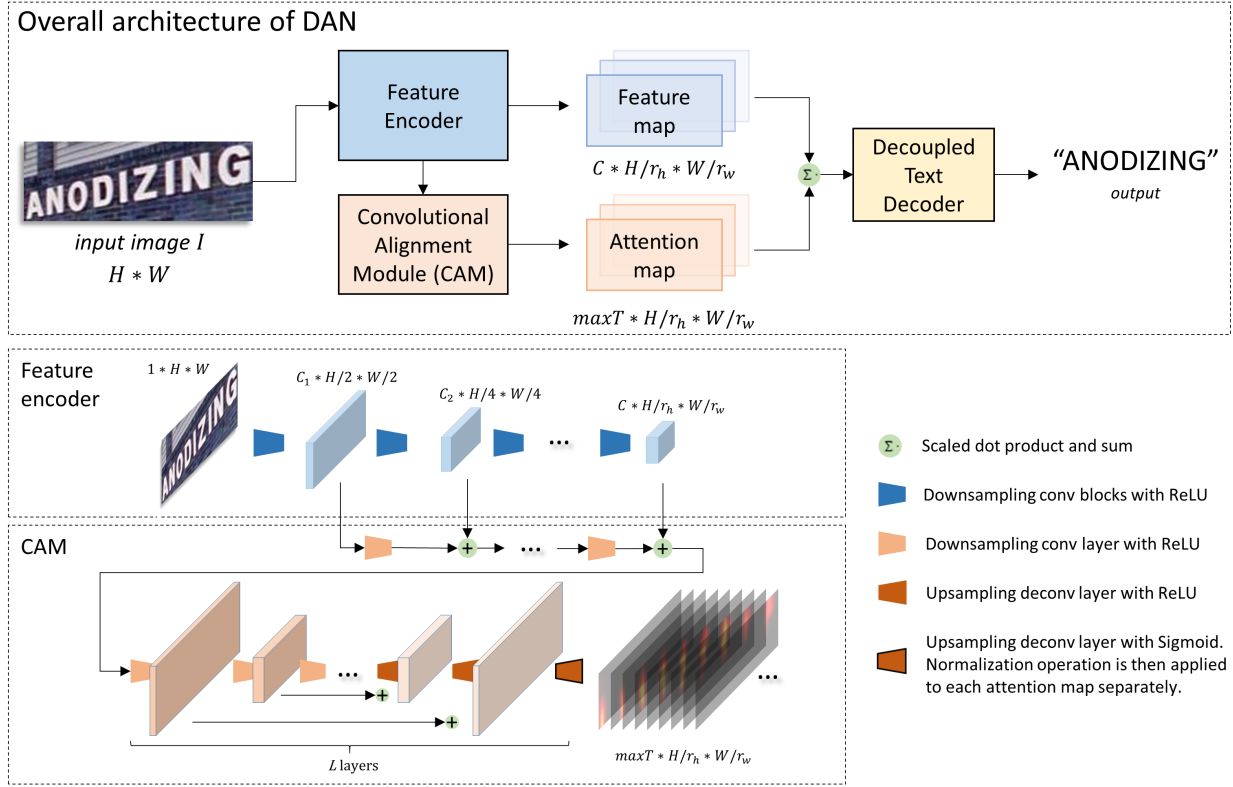 Overall architecture of DAN
ANODIZING
input image I
H * W
Feature
Encoder
Convolutional
Alignment
Module (CAM)
Feature
map
C * H/r_h * W/r_w
Attention
map
maxT * H/r_h * W/r_w
Σ·
Decoupled
Text
Decoder
“ANODIZING”
output
Feature
encoder
1 * H * W
ANODIZING
C₁ * H/2 * W/2
C₂ * H/4 * W/4
...
C * H/r_h * W/r_w
CAM
+
...
+
...
+
+
L layers
...
maxT * H/r_h * W/r_w
Σ· Scaled dot product and sum
Downsampling conv blocks with ReLU
Downsampling conv layer with ReLU
Upsampling deconv layer with ReLU
Upsampling deconv layer with Sigmoid.
Normalization operation is then applied
to each attention map separately.